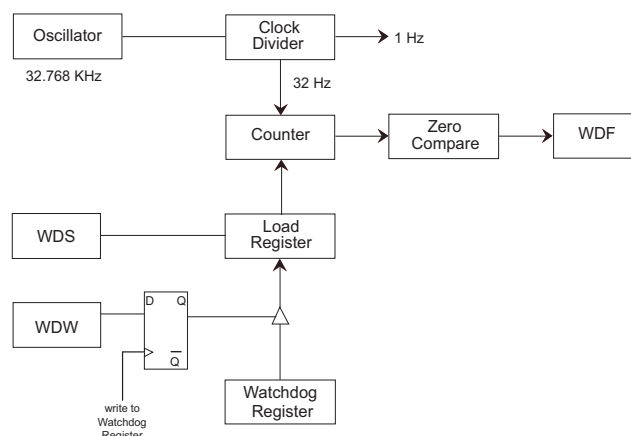 Oscillator
Clock
Divider
1 Hz
32.768 KHz
32 Hz
Counter
Zero
Compare
WDF
WDS
Load
Register
D Q
WDW
Q
write to
Watchdog
Register
Watchdog
Register